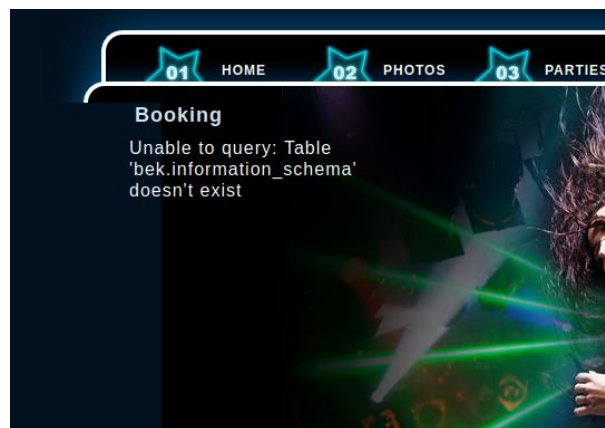 01 HOME 02 PHOTOS 03 PARTIES
Booking
Unable to query: Table
'bek.information_schema'
doesn't exist